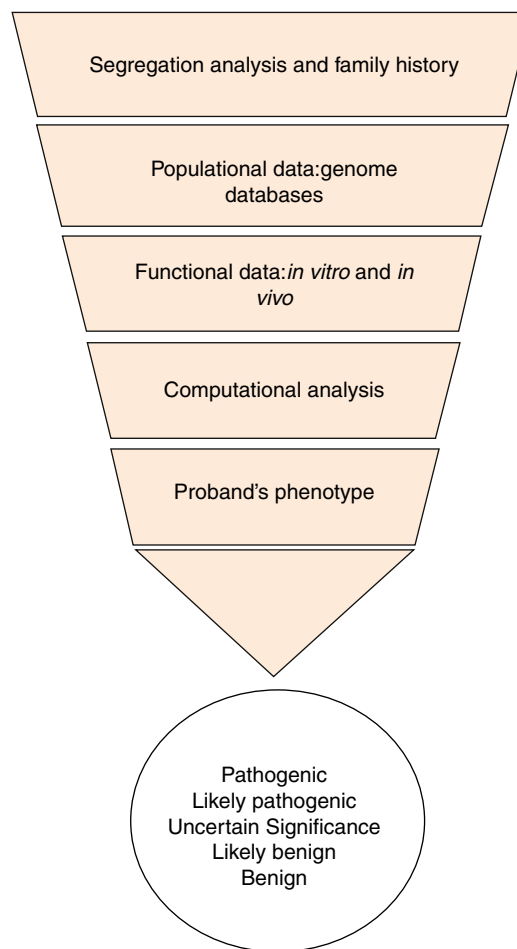 Segregation analysis and family history
Populational data:genome
databases
Functional data:in vitro and in
vivo
Computational analysis
Proband's phenotype
Pathogenic
Likely pathogenic
Uncertain Significance
Likely benign
Benign